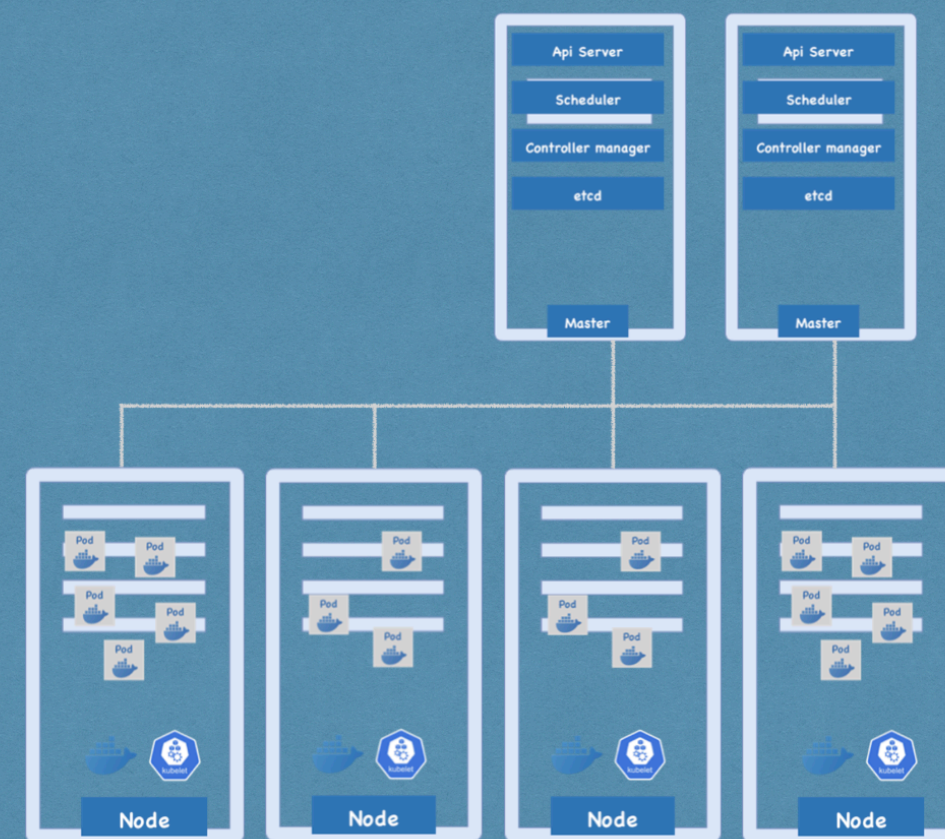 Api Server
Scheduler
Controller manager
etcd
Master
Api Server
Scheduler
Controller manager
etcd
Master
Pod
Pod
Pod
Pod
Pod
kubelet
Node
Pod
Pod
Pod
kubelet
Node
Pod
Pod
Pod
kubelet
Node
Pod
Pod
Pod
Pod
Pod
kubelet
Node